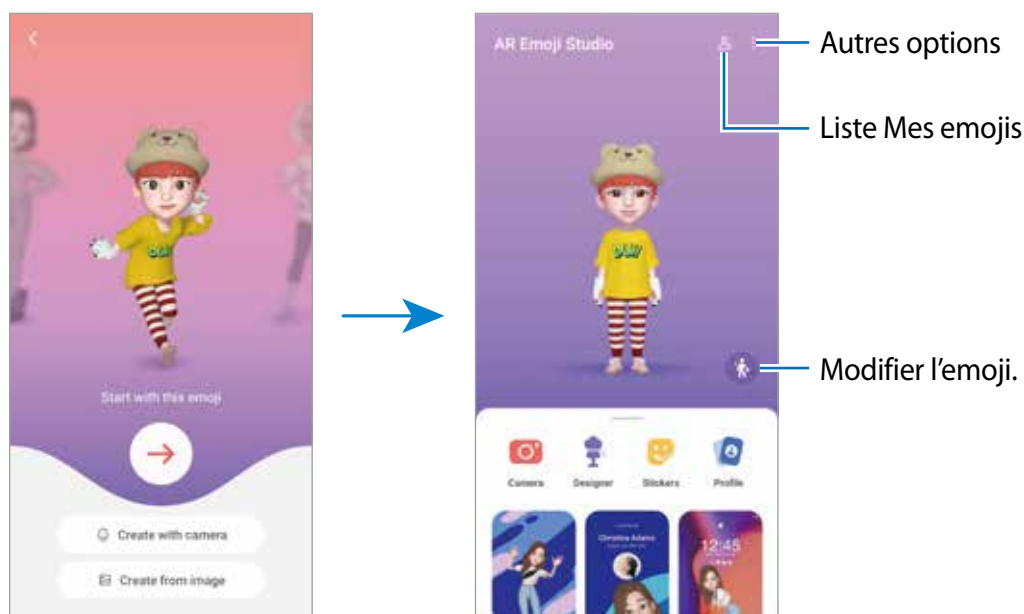 AR Emoji Studio
Autres options
Liste Mes emojis
Modifier l'emoji.
Start with this emoji
Create with camera
Create from image
Camera
Designer
Stickers
Profile
Christina Adams
12:45